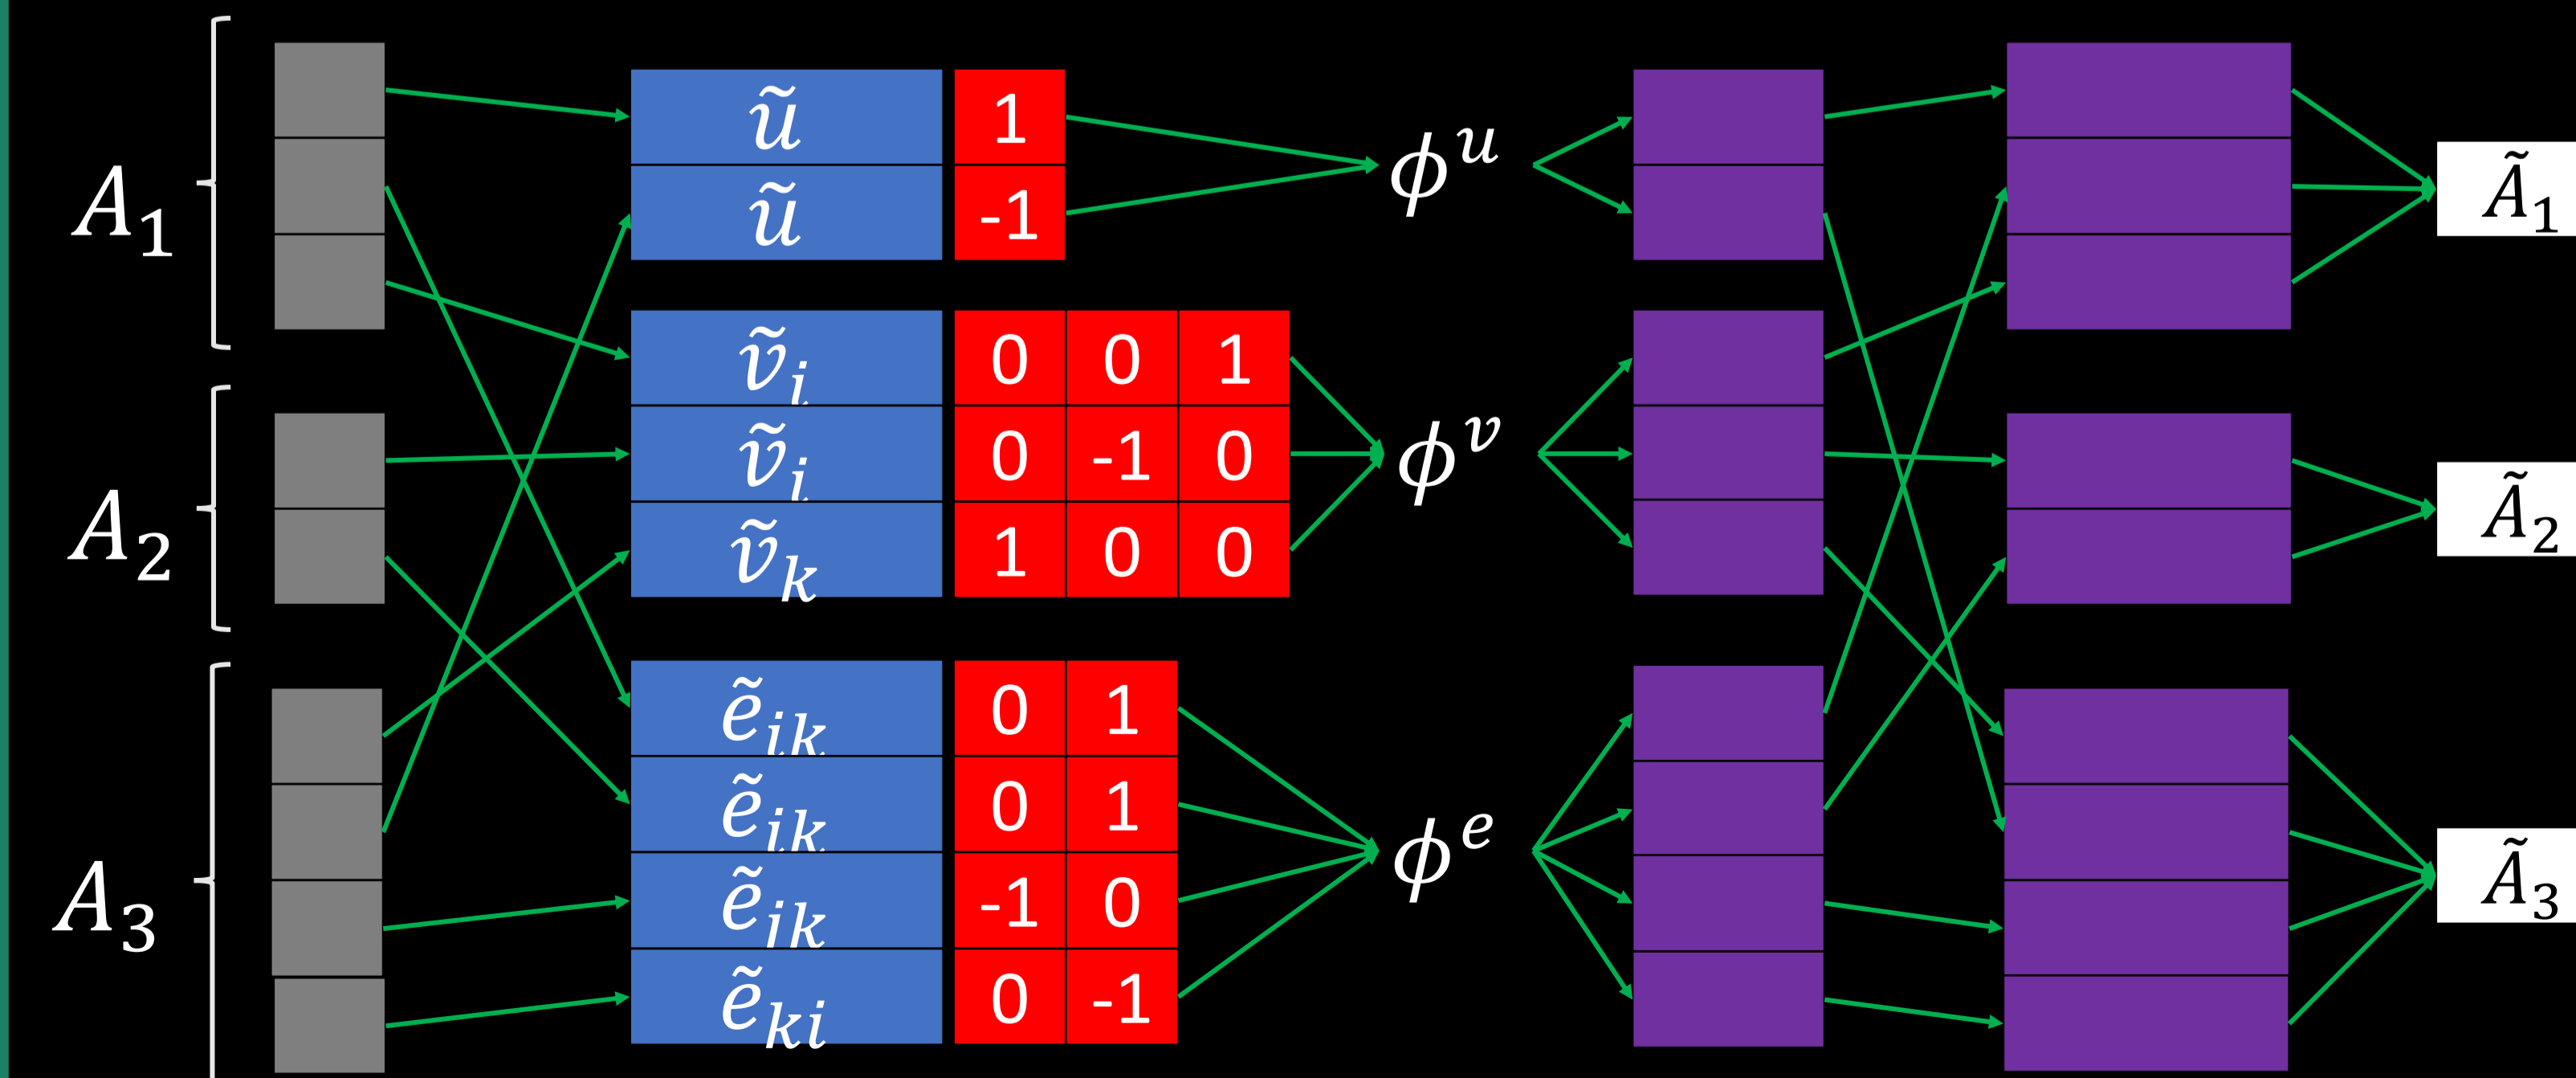 A₁
A₂
A₃
ũ 1
ũ -1
ṽᵢ 0 0 1
ṽᵢ 0 -1 0
ṽₖ 1 0 0
ẽᵢₖ 0 1
ẽᵢₖ 0 1
ẽᵢₖ -1 0
ẽₖᵢ 0 -1
ϕᵘ
ϕᵛ
ϕᵉ
Ã₁
Ã₂
Ã₃